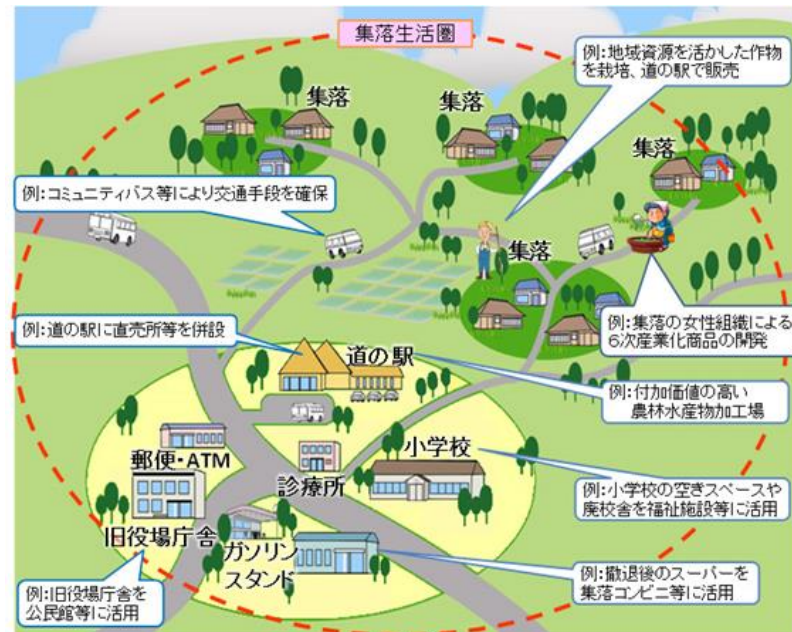 集落生活圏
例：地域資源を活かした作物
を栽培、道の駅で販売
集落
集落
集落
例：コミュニティバス等により交通手段を確保
集落
例：集落の女性組織による
6次産業化商品の開発
例：道の駅に直売所等を併設
道の駅
例：付加価値の高い
農林水産物加工場
小学校
郵便・ATM
診療所
例：小学校の空きスペースや
廃校舎を福祉施設等に活用
旧役場庁舎
ガソリン
スタンド
例：撤退後のスーパーを
集落コンビニ等に活用
例：旧役場庁舎を
公民館等に活用